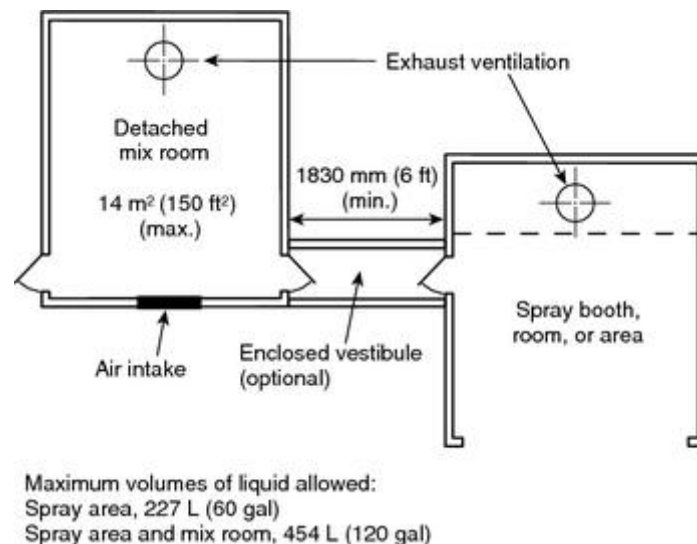 Exhaust ventilation
Detached
mix room
14 m² (150 ft²)
(max.)
1830 mm (6 ft)
(min.)
Air intake
Enclosed vestibule
(optional)
Spray booth,
room, or area
Maximum volumes of liquid allowed:
Spray area, 227 L (60 gal)
Spray area and mix room, 454 L (120 gal)